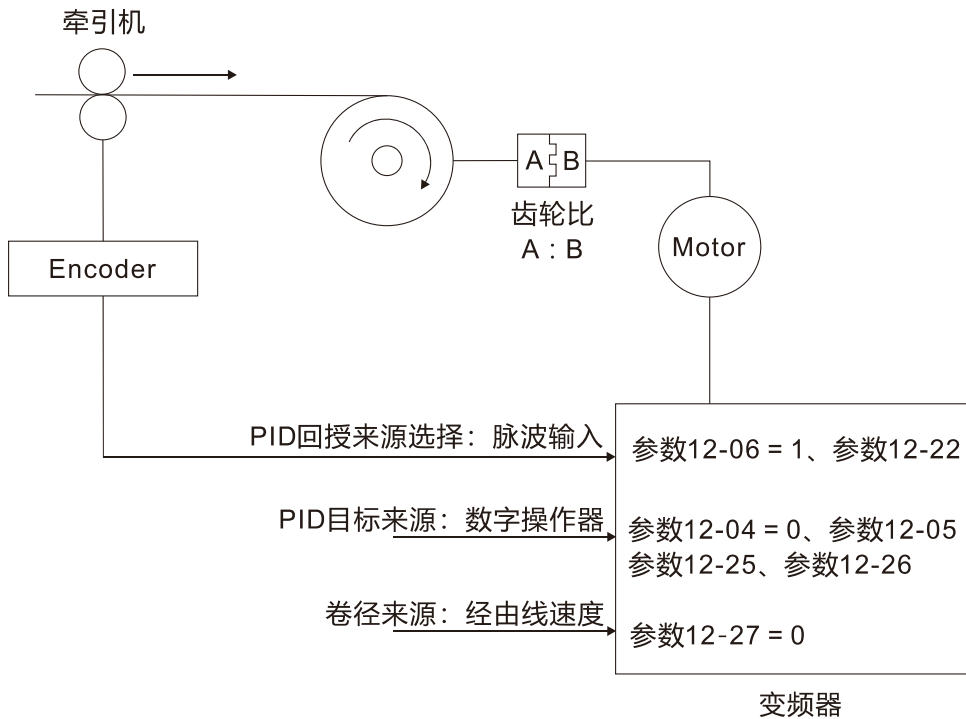 牵引机
A B
齿轮比
A : B
Motor
Encoder
PID回授来源选择：脉波输入
参数12-06 = 1、参数12-22
PID目标来源：数字操作器
参数12-04 = 0、参数12-05
参数12-25、参数12-26
卷径来源：经由线速度
参数12-27 = 0
变频器